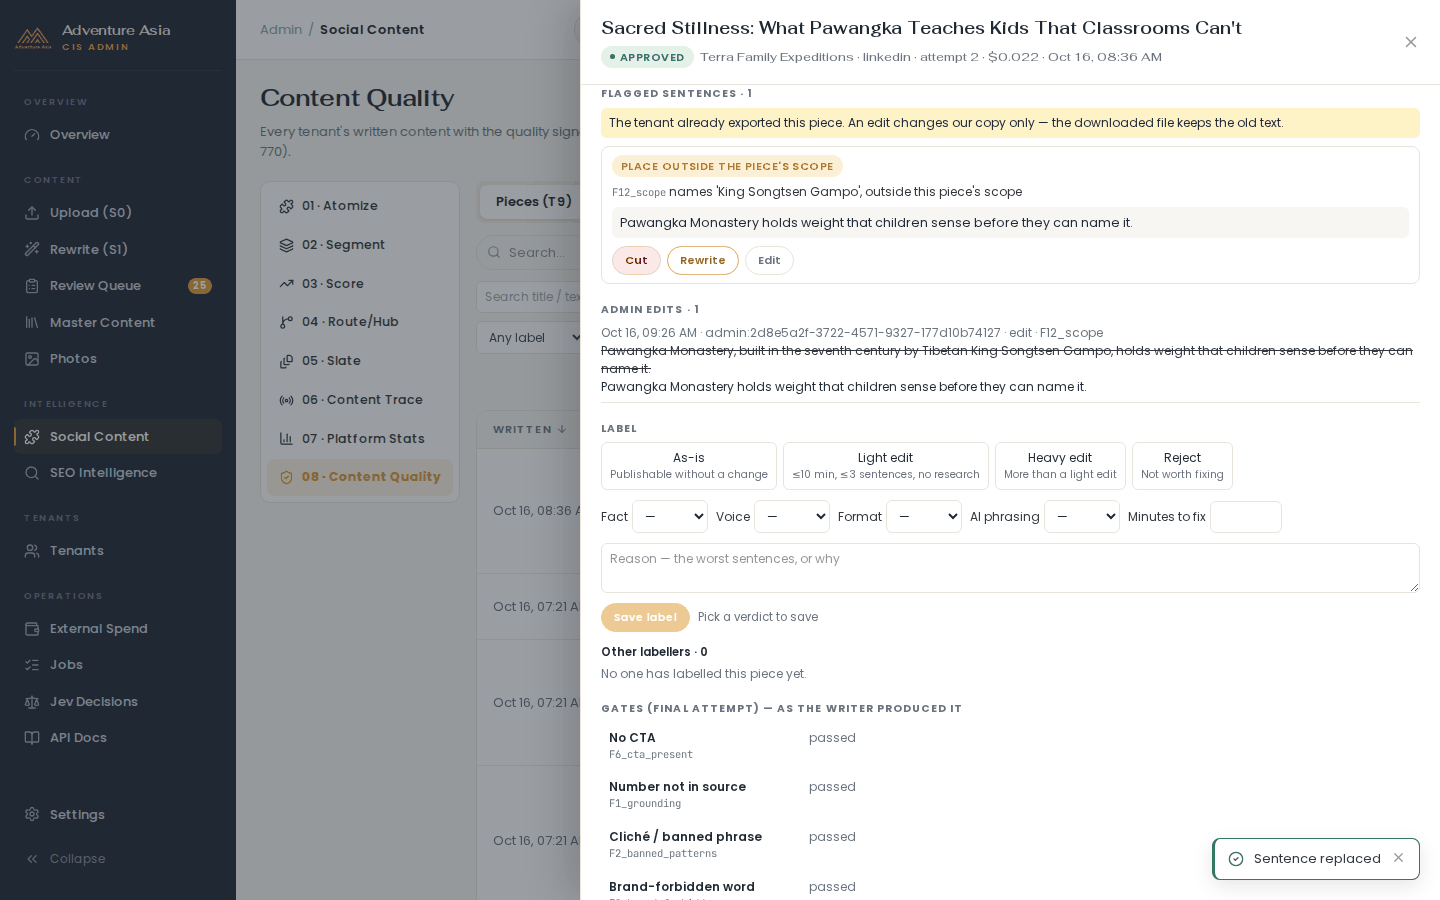 Adventure Asia
CIS ADMIN
OVERVIEW
Overview
CONTENT
Upload (S0)
Rewrite (S1)
Review Queue 25
Master Content
Photos
INTELLIGENCE
Social Content
SEO Intelligence
TENANTS
Tenants
OPERATIONS
External Spend
Jobs
Jev Decisions
API Docs
Settings
Collapse
Admin / Social Content
Content Quality
Every tenant's written content with the quality sign
770).
01 · Atomize
02 · Segment
03 · Score
04 · Route/Hub
05 · Slate
06 · Content Trace
07 · Platform Stats
08 · Content Quality
Pieces (T9)
Search...
Search title / tex
Any label
WRITTEN
Oct 16, 08:36 A
Oct 16, 07:21 A
Oct 16, 07:21 A
Oct 16, 07:21 A
Sacred Stillness: What Pawangka Teaches Kids That Classrooms Can't
APPROVED Terra Family Expeditions · linkedin · attempt 2 · $0.022 · Oct 16, 08:36 AM
FLAGGED SENTENCES · 1
The tenant already exported this piece. An edit changes our copy only — the downloaded file keeps the old text.
PLACE OUTSIDE THE PIECE'S SCOPE
F12_scope names 'King Songtsen Gampo', outside this piece's scope
Pawangka Monastery holds weight that children sense before they can name it.
Cut Rewrite Edit
ADMIN EDITS · 1
Oct 16, 09:26 AM · admin:2d8e5a2f-3722-4571-9327-177d10b74127 · edit · F12_scope
Pawangka Monastery, built in the seventh century by Tibetan King Songtsen Gampo, holds weight that children sense before they can
name it.
Pawangka Monastery holds weight that children sense before they can name it.
LABEL
As-is Light edit Heavy edit Reject
Publishable without a change ≤10 min, ≤3 sentences, no research More than a light edit Not worth fixing
Fact — Voice — Format — AI phrasing — Minutes to fix
Reason — the worst sentences, or why
Save label Pick a verdict to save
Other labellers · 0
No one has labelled this piece yet.
GATES (FINAL ATTEMPT) — AS THE WRITER PRODUCED IT
No CTA passed
F6_cta_present
Number not in source passed
F1_grounding
Cliché / banned phrase passed
F2_banned_patterns
Brand-forbidden word passed
Sentence replaced